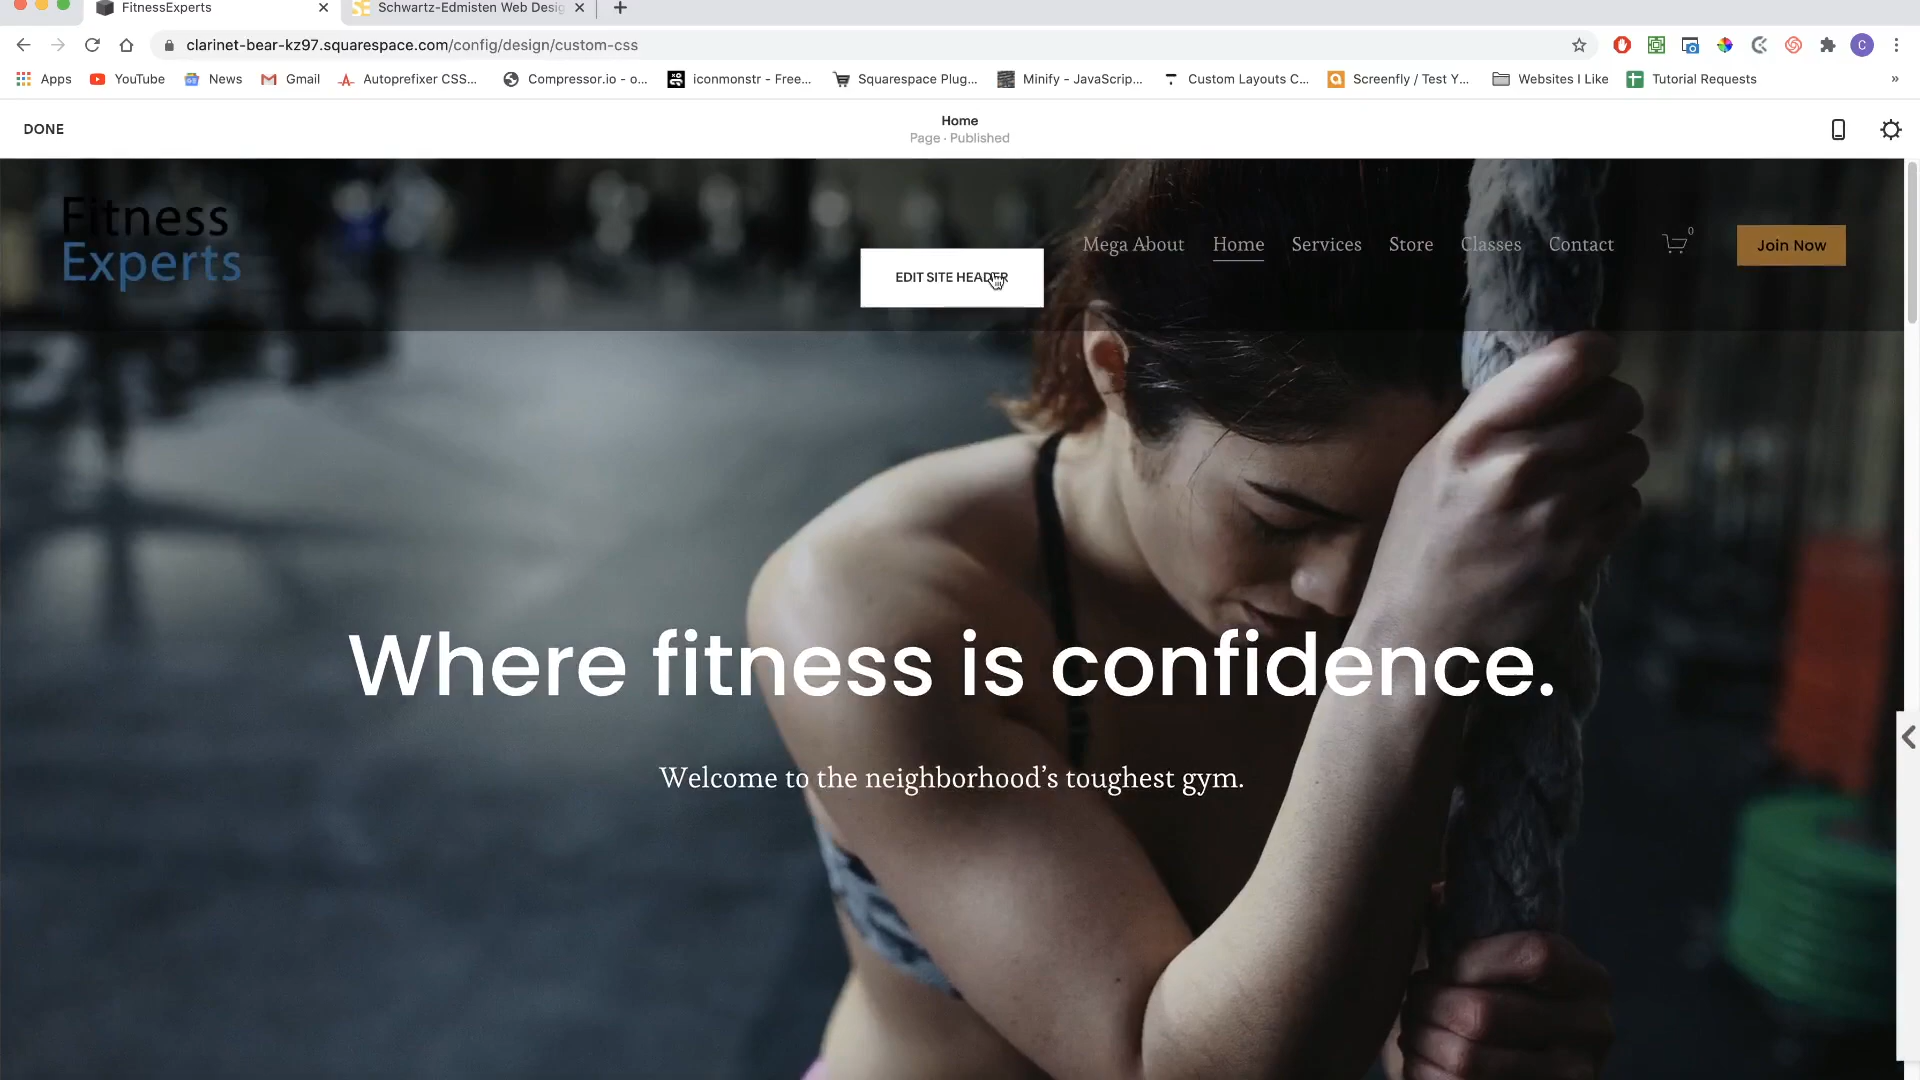 FitnessExperts
Schwartz-Edmisten Web Desig
clarinet-bear-kz97.squarespace.com/config/design/custom-css
C
Apps YouTube News Gmail Autoprefixer CSS... Compressor.io - o... iconmonstr - Free... Squarespace Plug... Minify - JavaScrip... Custom Layouts C... Screenfly / Test Y... Websites I Like Tutorial Requests »
DONE
Home
Page · Published
Fitness
Experts
EDIT SITE HEADER
Mega About Home Services Store Classes Contact 0 Join Now
Where fitness is confidence.
Welcome to the neighborhood’s toughest gym.